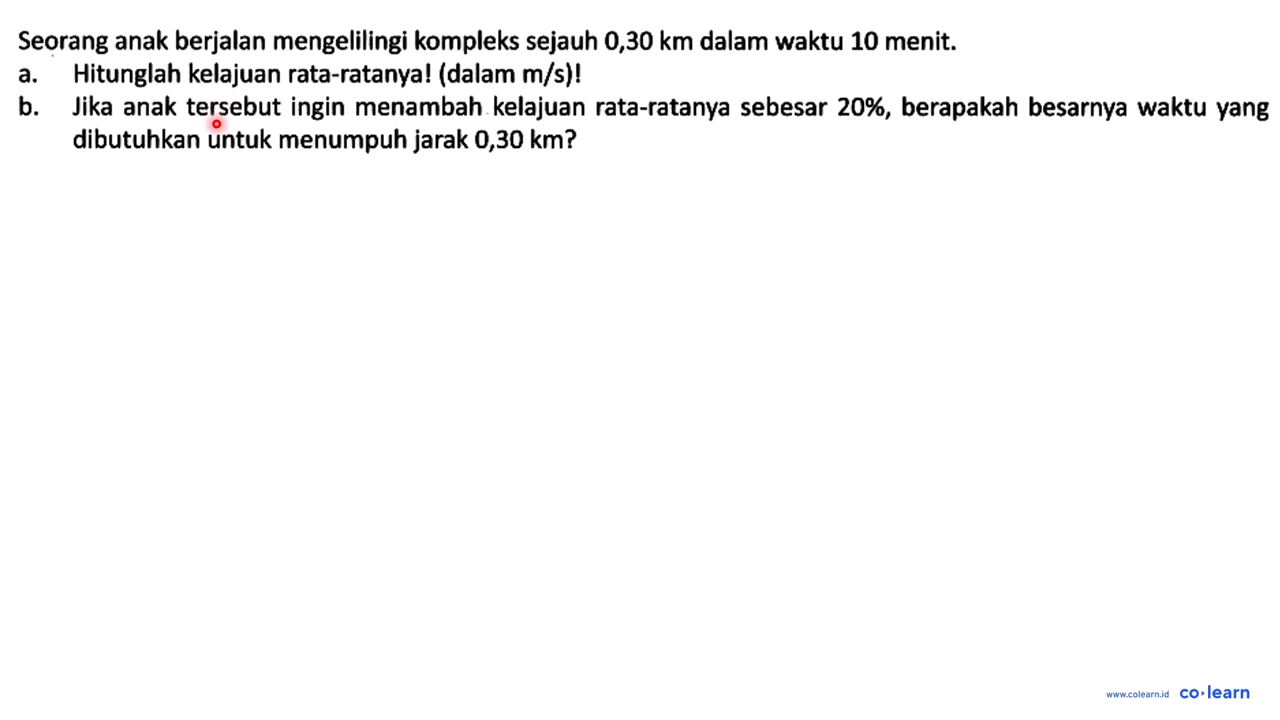 Seorang anak berjalan mengelilingi kompleks sejauh 0,30 km dalam waktu 10 menit.
a. Hitunglah kelajuan rata-ratanya! (dalam m/s)!
b. Jika anak tersebut ingin menambah kelajuan rata-ratanya sebesar 20%, berapakah besarnya waktu yang
dibutuhkan untuk menumpuh jarak 0,30 km?
www.colearn.id co·learn